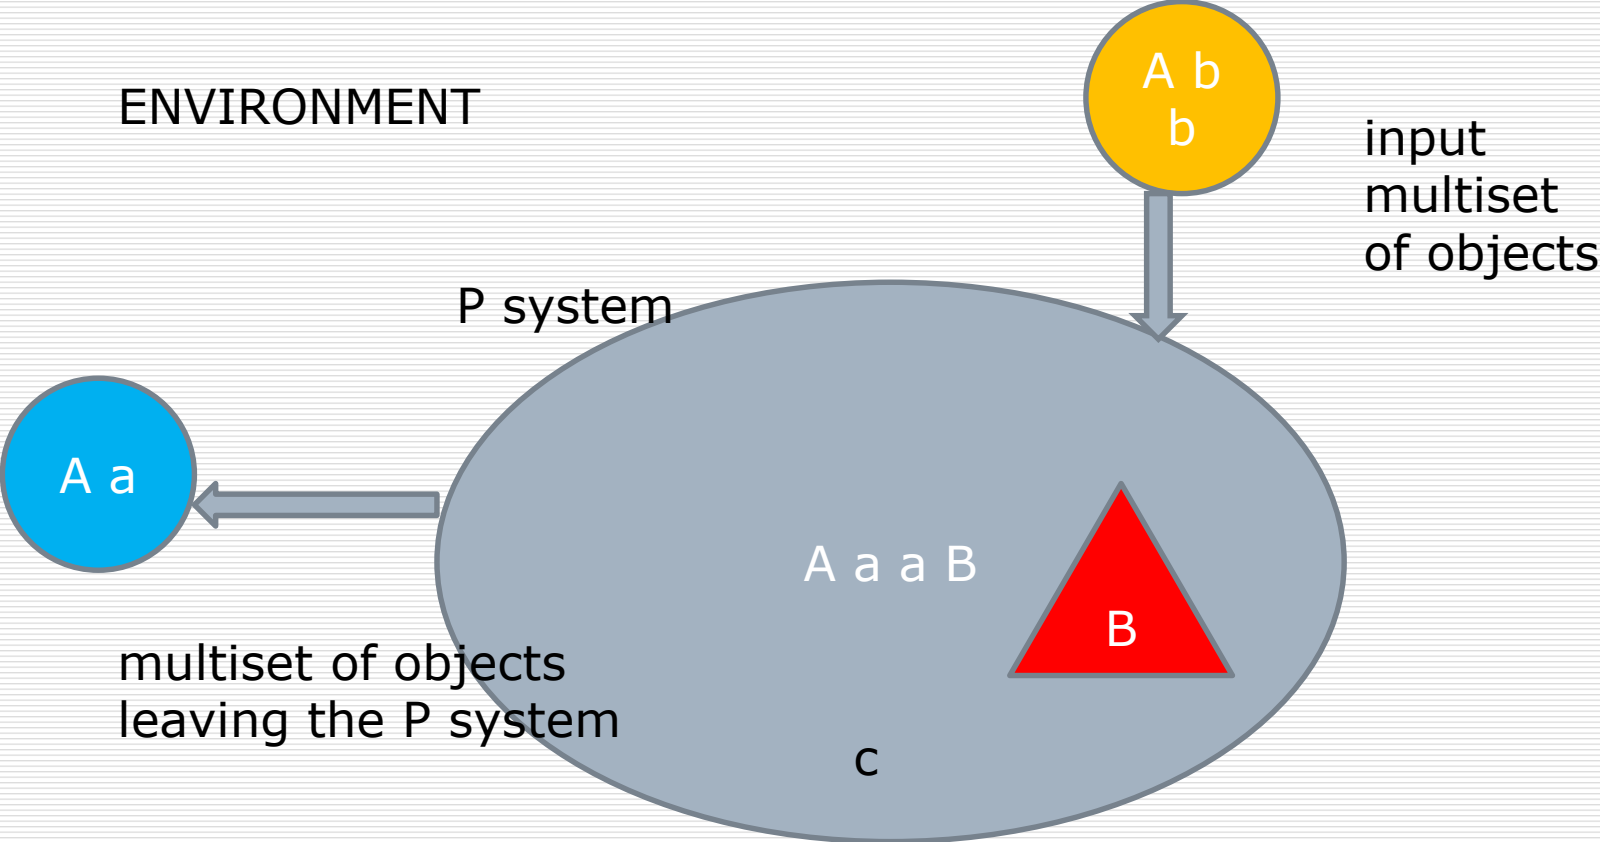 ENVIRONMENT
A b
b
input
multiset
of objects
P system
A a
A a a B
B
multiset of objects
leaving the P system
c